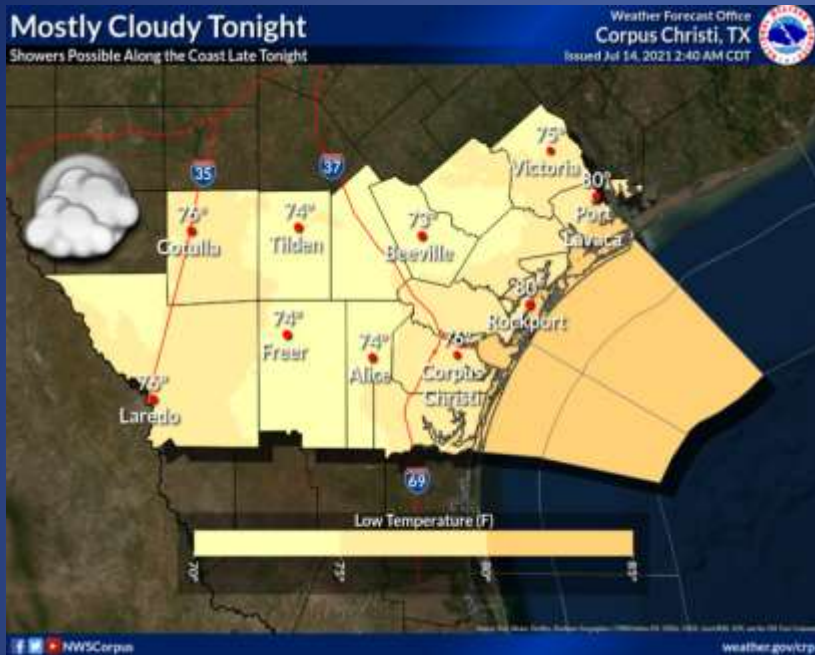 Mostly Cloudy Tonight
Showers Possible Along the Coast Late Tonight
Weather Forecast Office
Corpus Christi, TX
Issued Jul 14, 2021 2:40 AM CDT
35
37
75°
Victoria
80°
Port
Lavaca
76°
Cotulla
74°
Tilden
73°
Beeville
80°
Rockport
74°
Freer
74°
Alice
76°
Corpus
Christi
76°
Laredo
69
Low Temperature (F)
70°
75°
80°
85°
NWSCorpus
weather.gov/crp